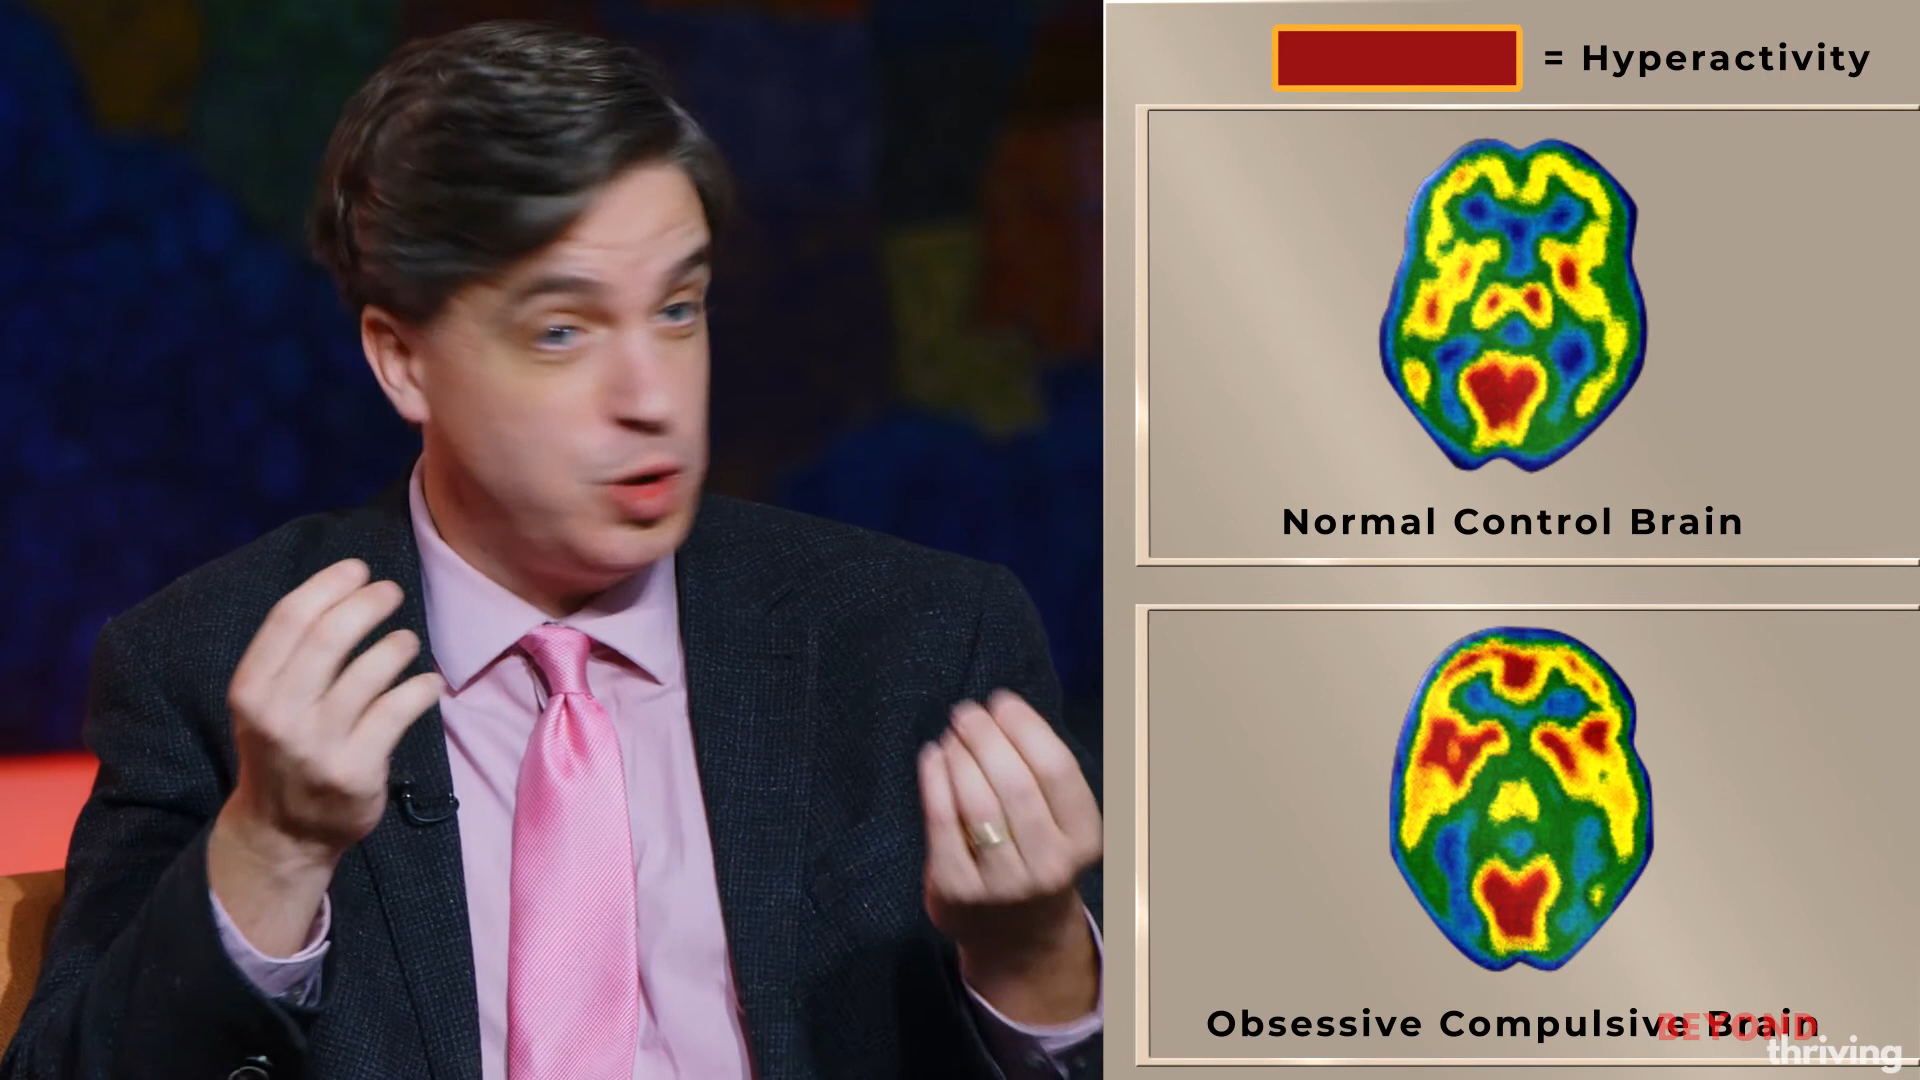 = Hyperactivity
Normal Control Brain
Obsessive Compulsive Brain
BEYOND
thriving